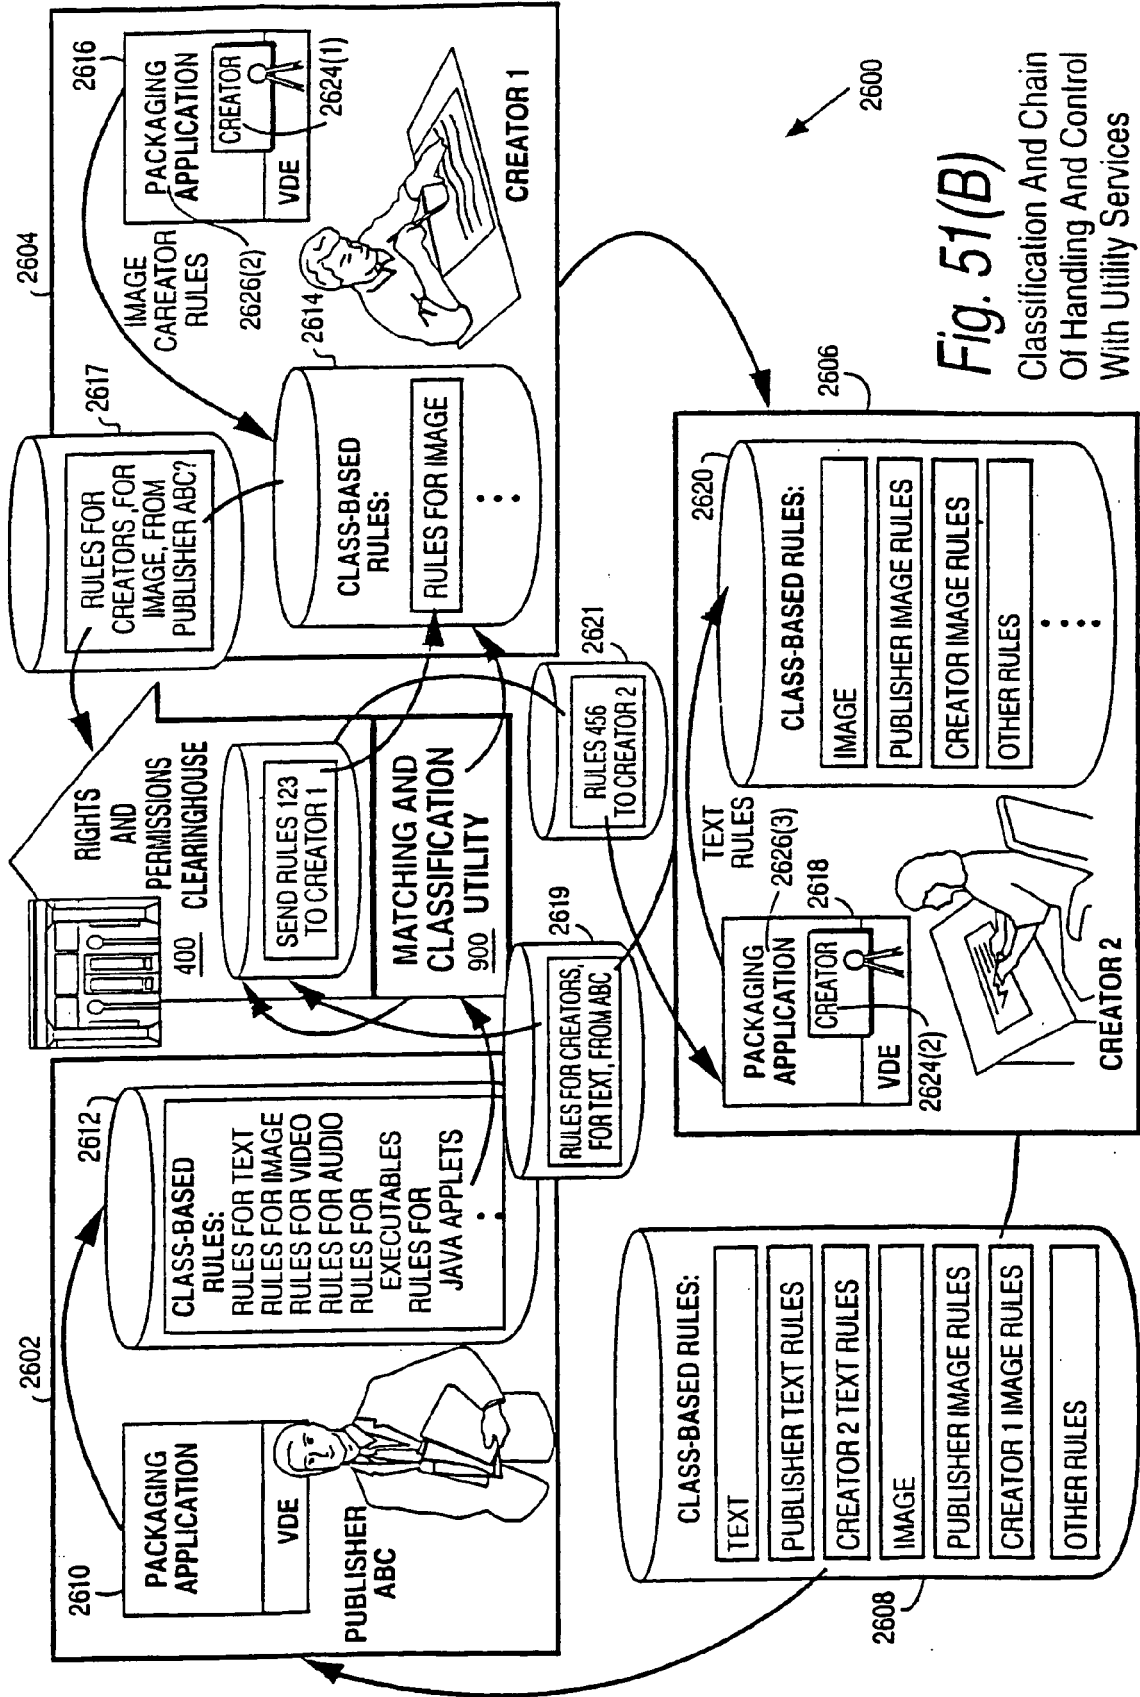 2602
2610
PACKAGING
APPLICATION
VDE
PUBLISHER
ABC
2612
CLASS-BASED
RULES:
RULES FOR TEXT
RULES FOR IMAGE
RULES FOR VIDEO
RULES FOR AUDIO
RULES FOR
EXECUTABLES
RULES FOR
JAVA APPLETS
RIGHTS
AND
PERMISSIONS
CLEARINGHOUSE
400
SEND RULES 123
TO CREATOR 1
MATCHING AND
CLASSIFICATION
900 UTILITY
2617
RULES FOR
CREATORS ,FOR
IMAGE, FROM
PUBLISHER ABC?
2604
2616
PACKAGING
APPLICATION
CREATOR
VDE
2624(1)
IMAGE
CAREATOR
RULES
2626(2)
2614
CLASS-BASED
RULES:
RULES FOR IMAGE
CREATOR 1
2619
RULES FOR CREATORS,
FOR TEXT, FROM ABC
2621
RULES 456
TO CREATOR 2
2606
PACKAGING
APPLICATION
CREATOR
VDE
2624(2)
TEXT
RULES
2626(3)
2618
CREATOR 2
2620
CLASS-BASED RULES:
IMAGE
PUBLISHER IMAGE RULES
CREATOR IMAGE RULES
OTHER RULES
2608
CLASS-BASED RULES:
TEXT
PUBLISHER TEXT RULES
CREATOR 2 TEXT RULES
IMAGE
PUBLISHER IMAGE RULES
CREATOR 1 IMAGE RULES
OTHER RULES
2600
Fig. 51(B)
Classification And Chain
Of Handling And Control
With Utility Services